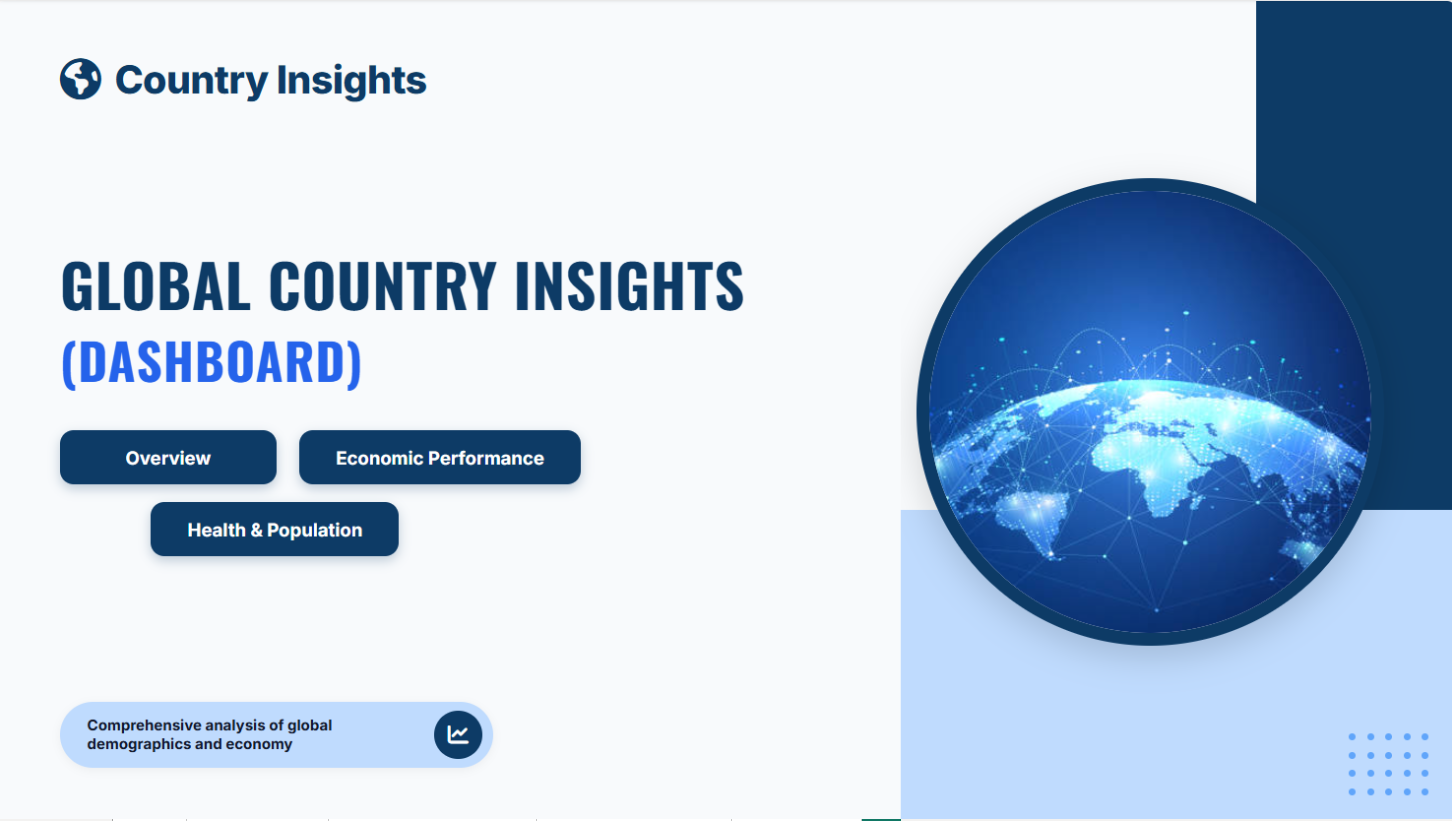 Country Insights
GLOBAL COUNTRY INSIGHTS
(DASHBOARD)
Overview
Economic Performance
Health & Population
Comprehensive analysis of global
demographics and economy